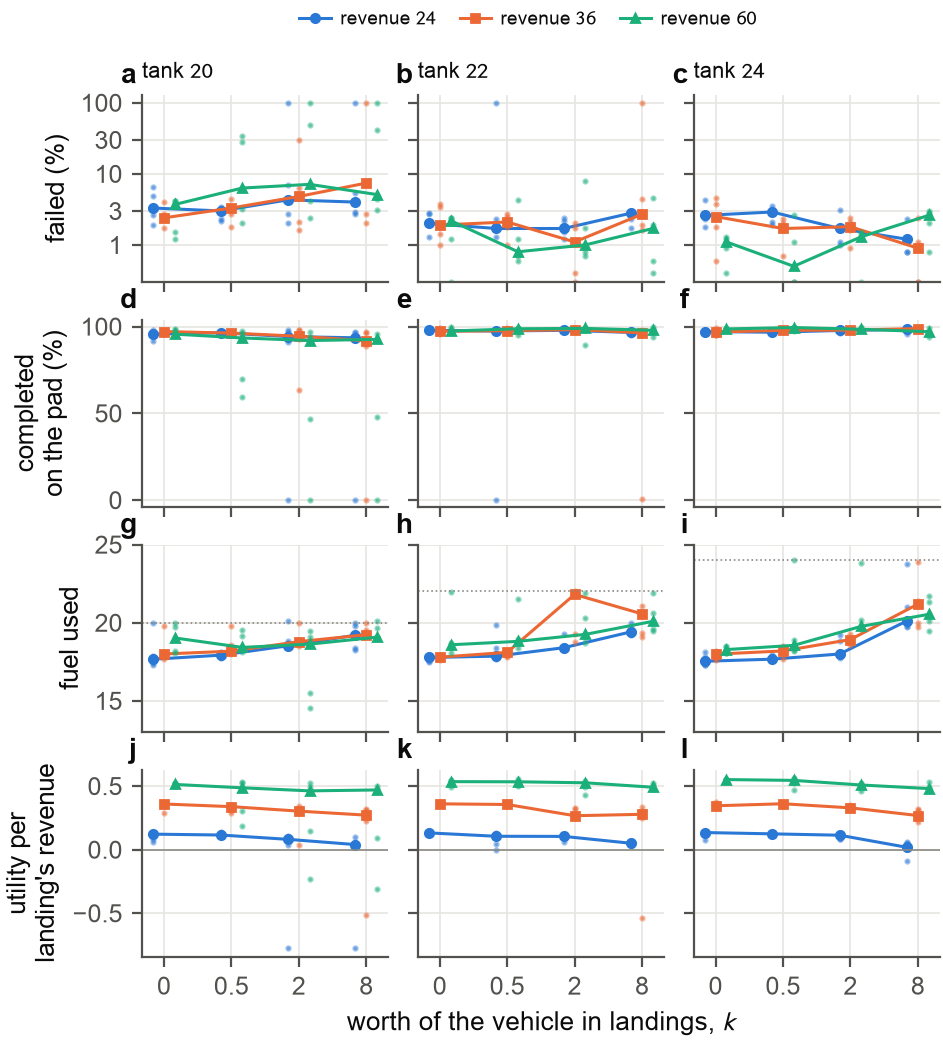 revenue 24 revenue 36 revenue 60
a tank 20 b tank 22 c tank 24
failed (%)
100
30
10
3
1
d e f
completed
on the pad (%)
100
50
0
g h i
fuel used
25
20
15
j k l
utility per
landing's revenue
0.5
0.0
−0.5
0 0.5 2 8 0 0.5 2 8 0 0.5 2 8
worth of the vehicle in landings, k